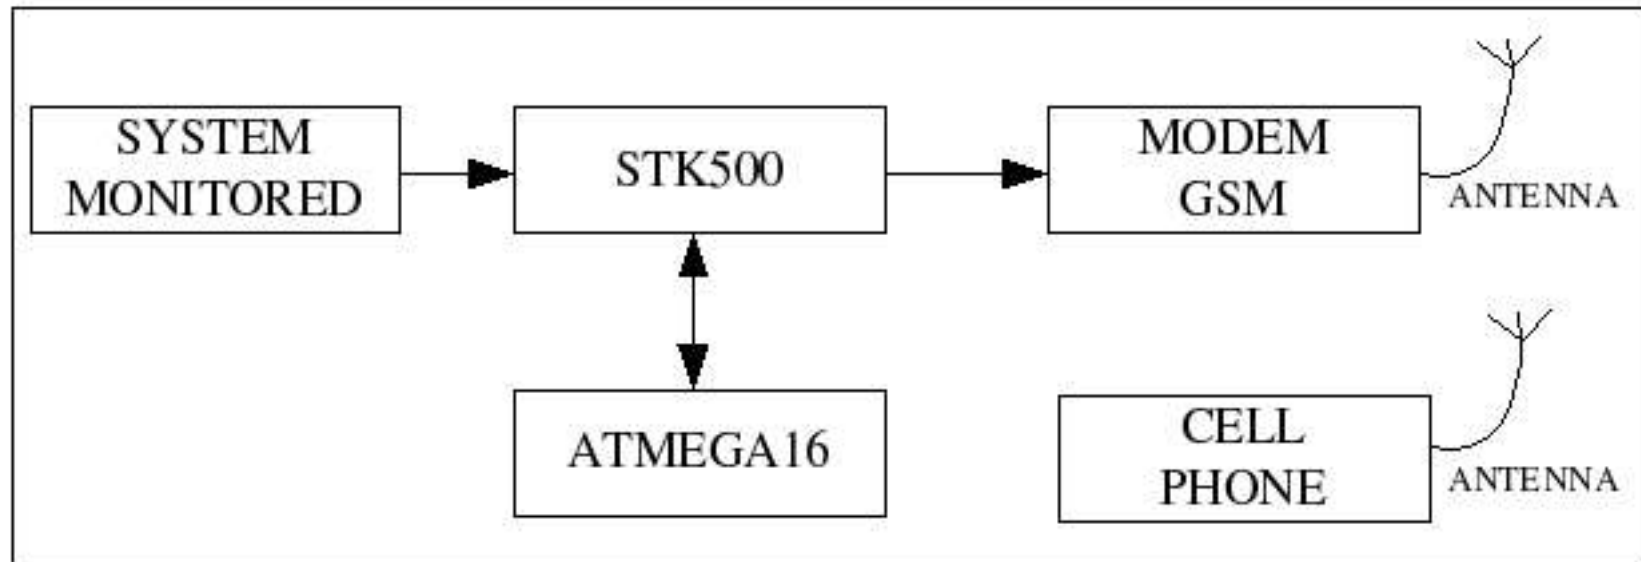 SYSTEM
MONITORED
STK500
MODEM
GSM
ANTENNA
ATMEGA16
CELL
PHONE
ANTENNA